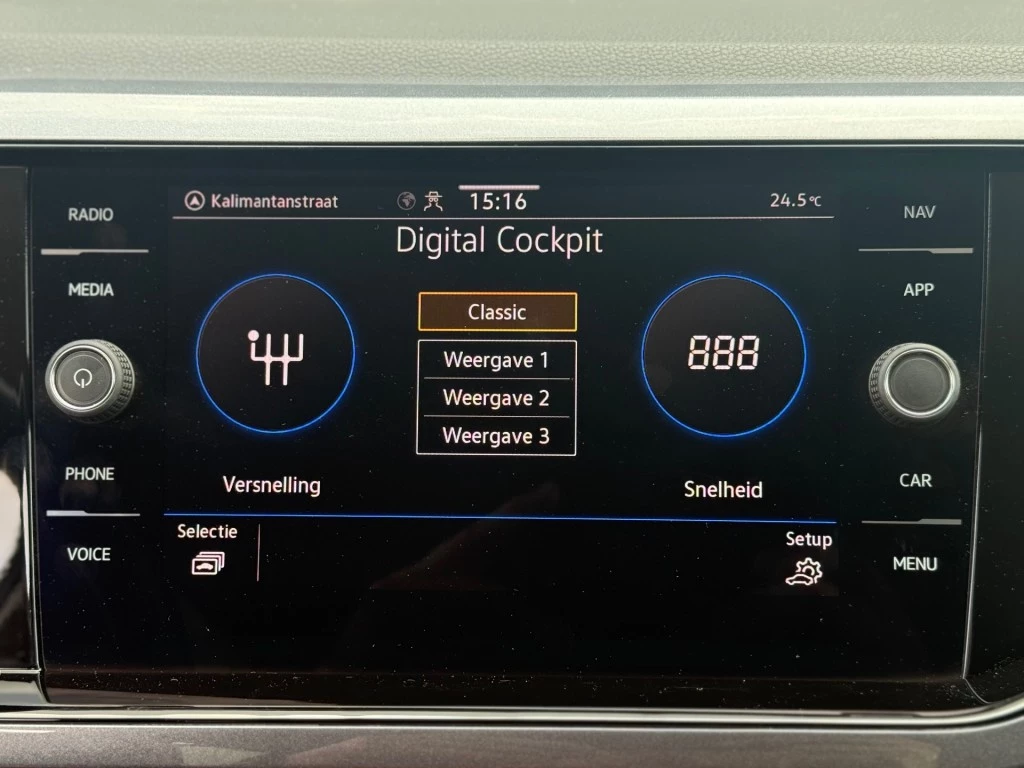 RADIO
MEDIA
PHONE
VOICE
Kalimantanstraat 15:16 24.5°C
Digital Cockpit
Classic
Weergave 1
Weergave 2
Weergave 3
888
Versnelling
Snelheid
Selectie
Setup
NAV
APP
CAR
MENU